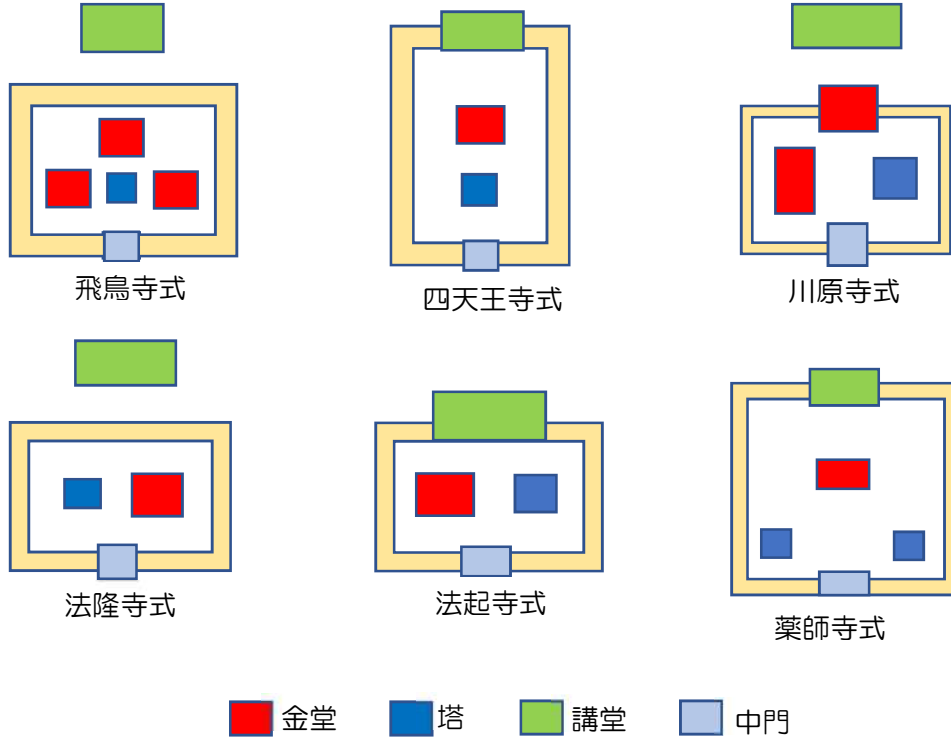 飛鳥寺式
四天王寺式
川原寺式
法隆寺式
法起寺式
薬師寺式
金堂
塔
講堂
中門